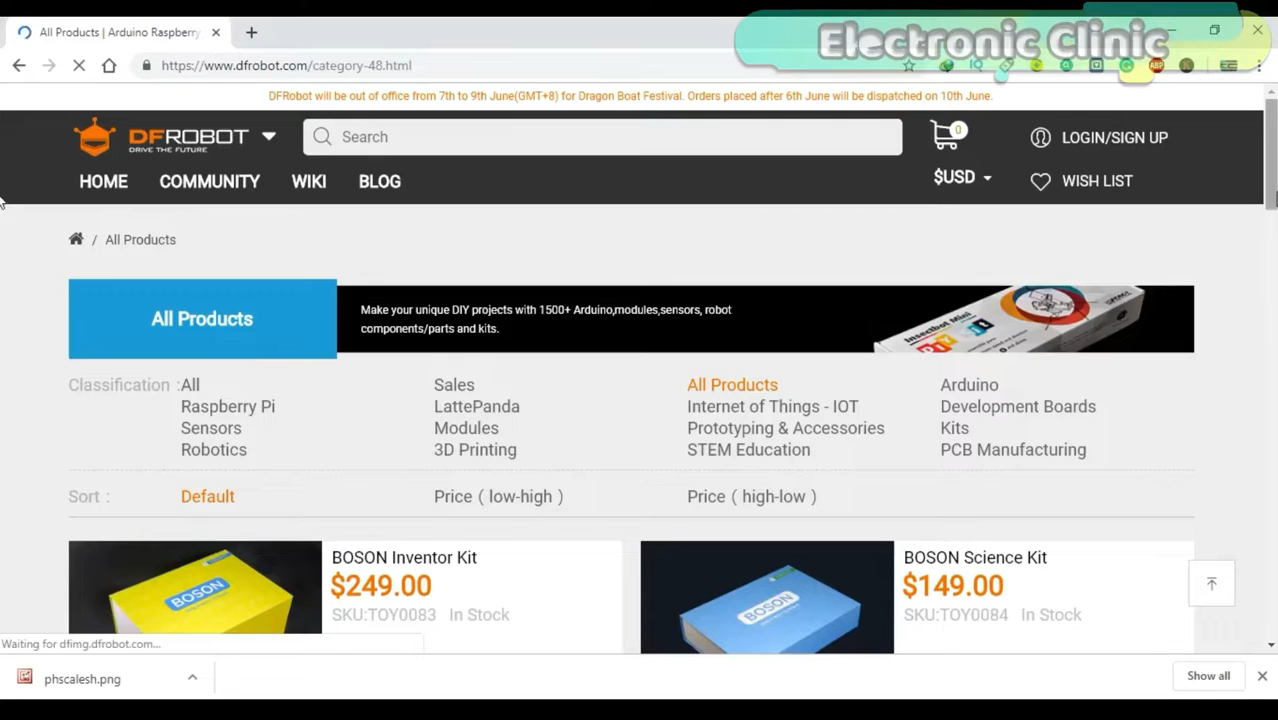 All Products | Arduino Raspberry
Electronic Clinic
https://www.dfrobot.com/category-48.html
DFRobot will be out of office from 7th to 9th June(GMT+8) for Dragon Boat Festival. Orders placed after 6th June will be dispatched on 10th June.
DFROBOT
DRIVE THE FUTURE
Search
0
LOGIN/SIGN UP
HOME COMMUNITY WIKI BLOG
$USD
WISH LIST
/ All Products
All Products
Make your unique DIY projects with 1500+ Arduino,modules,sensors, robot
components/parts and kits.
Insectbot Mini
DIY it
Classification : All Sales All Products Arduino
Raspberry Pi LattePanda Internet of Things - IOT Development Boards
Sensors Modules Prototyping & Accessories Kits
Robotics 3D Printing STEM Education PCB Manufacturing
Sort : Default Price ( low-high ) Price ( high-low )
BOSON Inventor Kit
$249.00
SKU:TOY0083 In Stock
BOSON
BOSON Science Kit
$149.00
SKU:TOY0084 In Stock
BOSON
Waiting for dfimg.dfrobot.com...
phscalesh.png
Show all